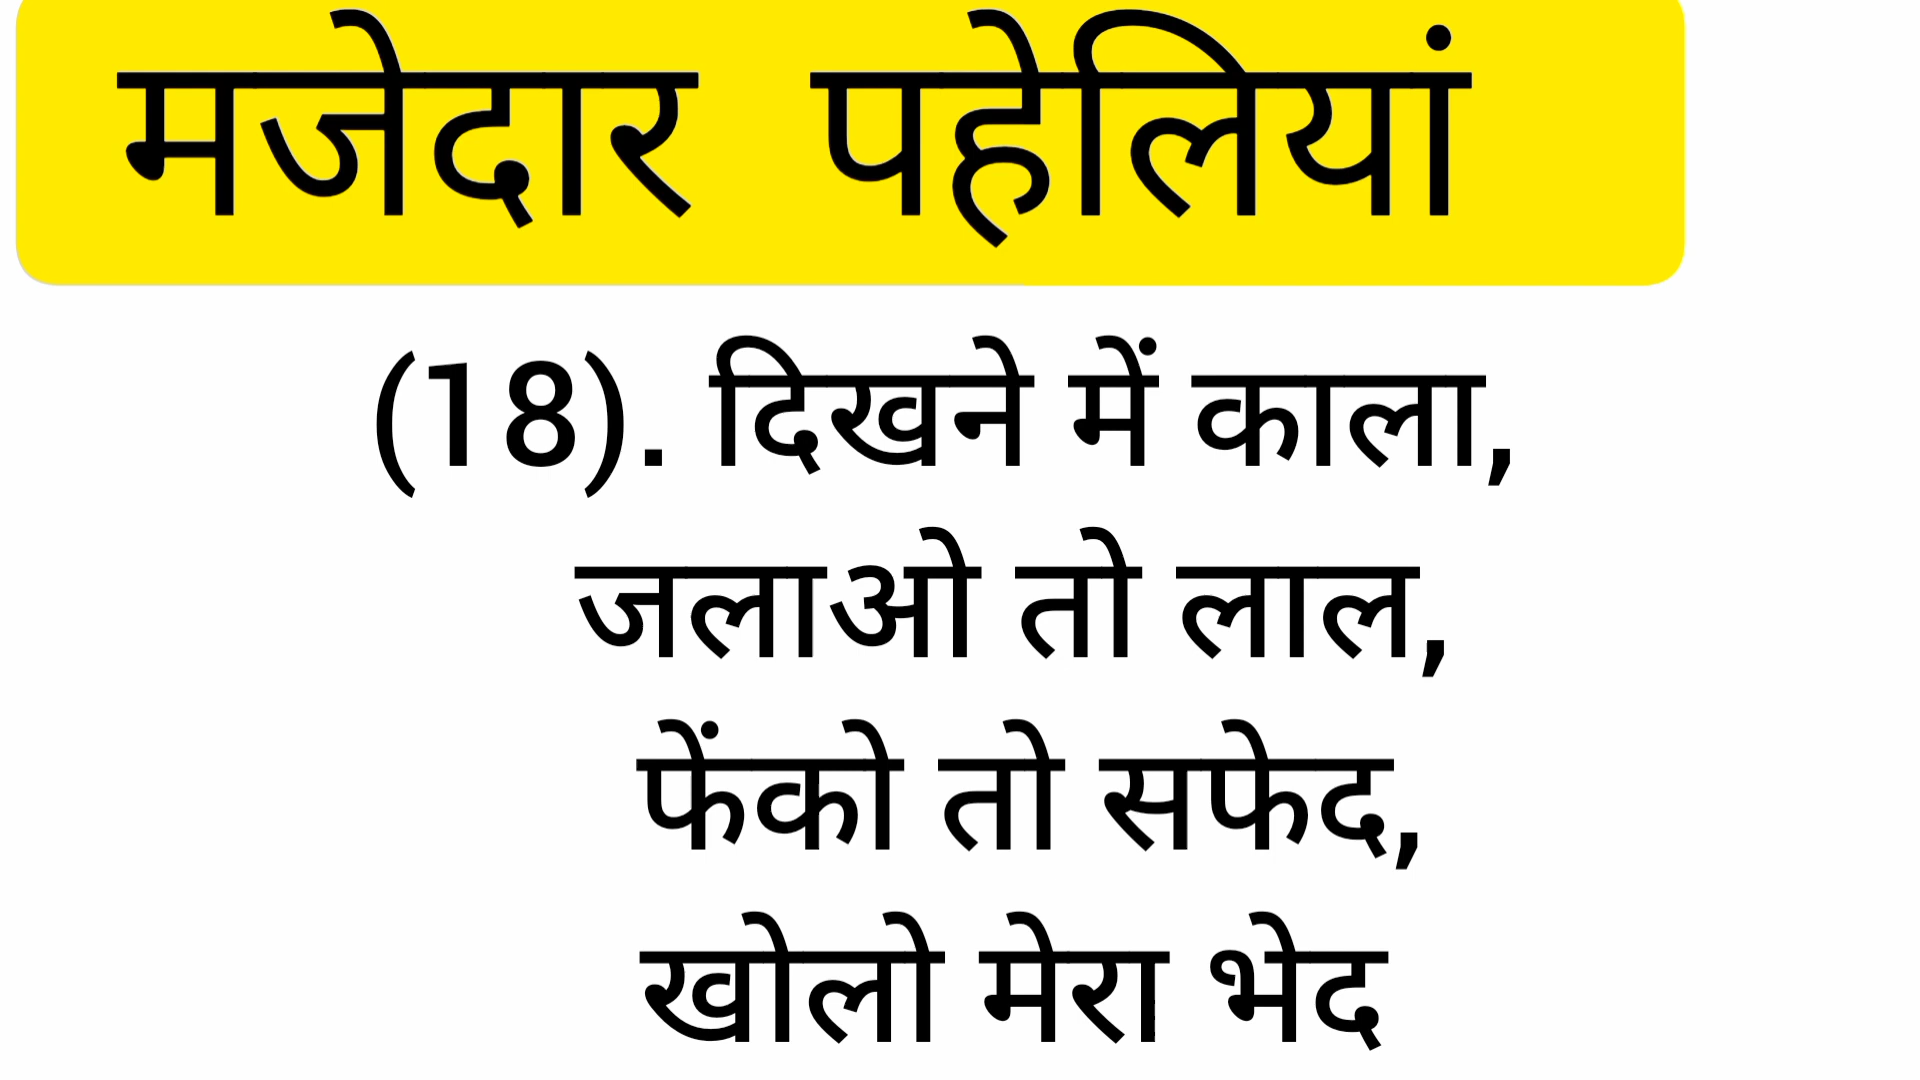 मजेदार पहेलियां
(18). दिखने में काला,
जलाओ तो लाल,
फेंको तो सफेद,
खोलो मेरा भेद